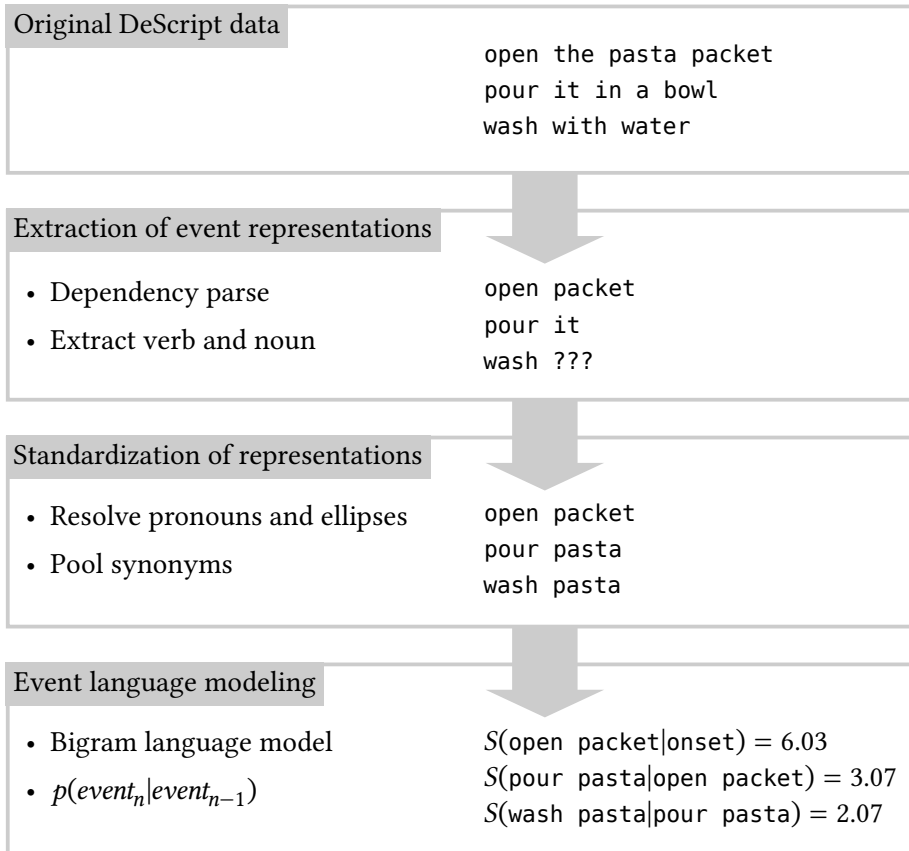 Original DeScript data
open the pasta packet
pour it in a bowl
wash with water
Extraction of event representations
• Dependency parse
• Extract verb and noun
open packet
pour it
wash ???
Standardization of representations
• Resolve pronouns and ellipses
• Pool synonyms
open packet
pour pasta
wash pasta
Event language modeling
• Bigram language model
• p(eventₙ|eventₙ₋₁)
S(open packet|onset) = 6.03
S(pour pasta|open packet) = 3.07
S(wash pasta|pour pasta) = 2.07